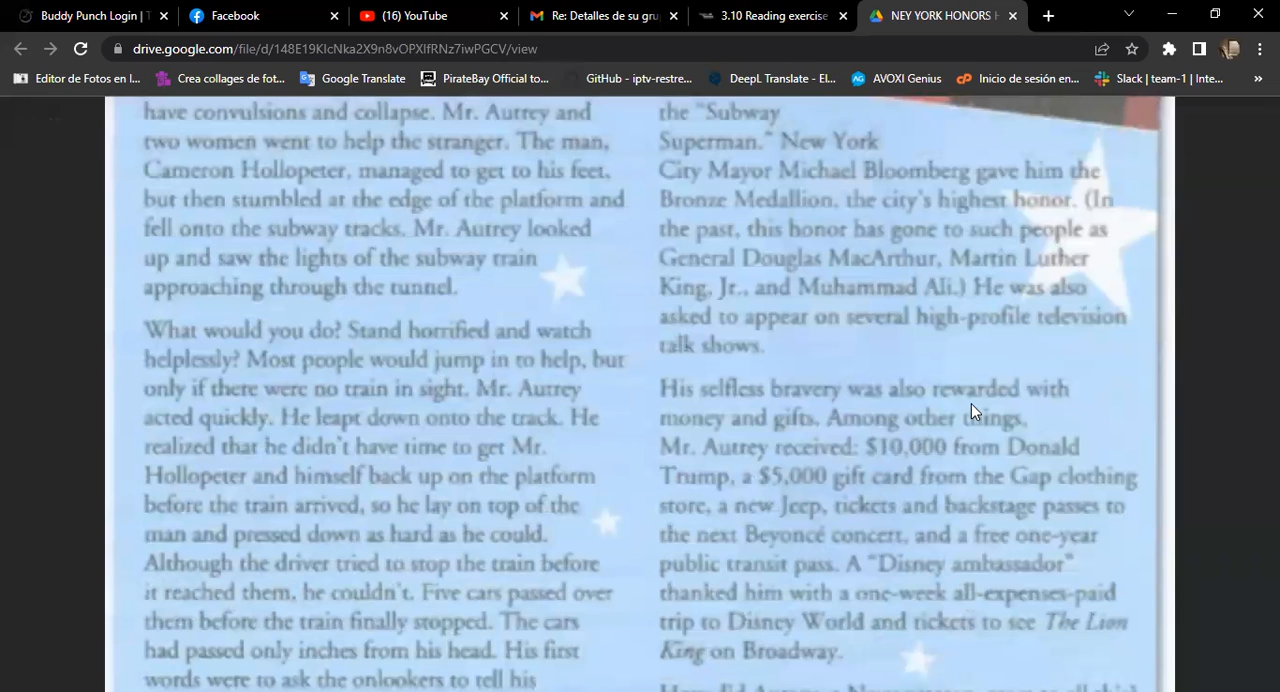 Buddy Punch Login | T
Facebook
(16) YouTube
Re: Detalles de su gru
3.10 Reading exercise
NEY YORK HONORS H
drive.google.com/file/d/148E19KIcNka2X9n8vOPXIfRNz7iwPGCV/view
Editor de Fotos en l...
Crea collages de fot...
Google Translate
PirateBay Official to...
GitHub - iptv-restre...
DeepL Translate - El...
AVOXI Genius
Inicio de sesión en...
Slack | team-1 | Inte...
have convulsions and collapse. Mr. Autrey and
two women went to help the stranger. The man,
Cameron Hollopeter, managed to get to his feet,
but then stumbled at the edge of the platform and
fell onto the subway tracks. Mr. Autrey looked
up and saw the lights of the subway train
approaching through the tunnel.
What would you do? Stand horrified and watch
helplessly? Most people would jump in to help, but
only if there were no train in sight. Mr. Autrey
acted quickly. He leapt down onto the track. He
realized that he didn't have time to get Mr.
Hollopeter and himself back up on the platform
before the train arrived, so he lay on top of the
man and pressed down as hard as he could.
Although the driver tried to stop the train before
it reached them, he couldn't. Five cars passed over
them before the train finally stopped. The cars
had passed only inches from his head. His first
words were to ask the onlookers to tell his
the "Subway
Superman." New York
City Mayor Michael Bloomberg gave him the
Bronze Medallion, the city's highest honor. (In
the past, this honor has gone to such people as
General Douglas MacArthur, Martin Luther
King, Jr., and Muhammad Ali.) He was also
asked to appear on several high-profile television
talk shows.
His selfless bravery was also rewarded with
money and gifts. Among other things,
Mr. Autrey received: $10,000 from Donald
Trump, a $5,000 gift card from the Gap clothing
store, a new Jeep, tickets and backstage passes to
the next Beyoncé concert, and a free one-year
public transit pass. A "Disney ambassador"
thanked him with a one-week all-expenses-paid
trip to Disney World and tickets to see The Lion
King on Broadway.